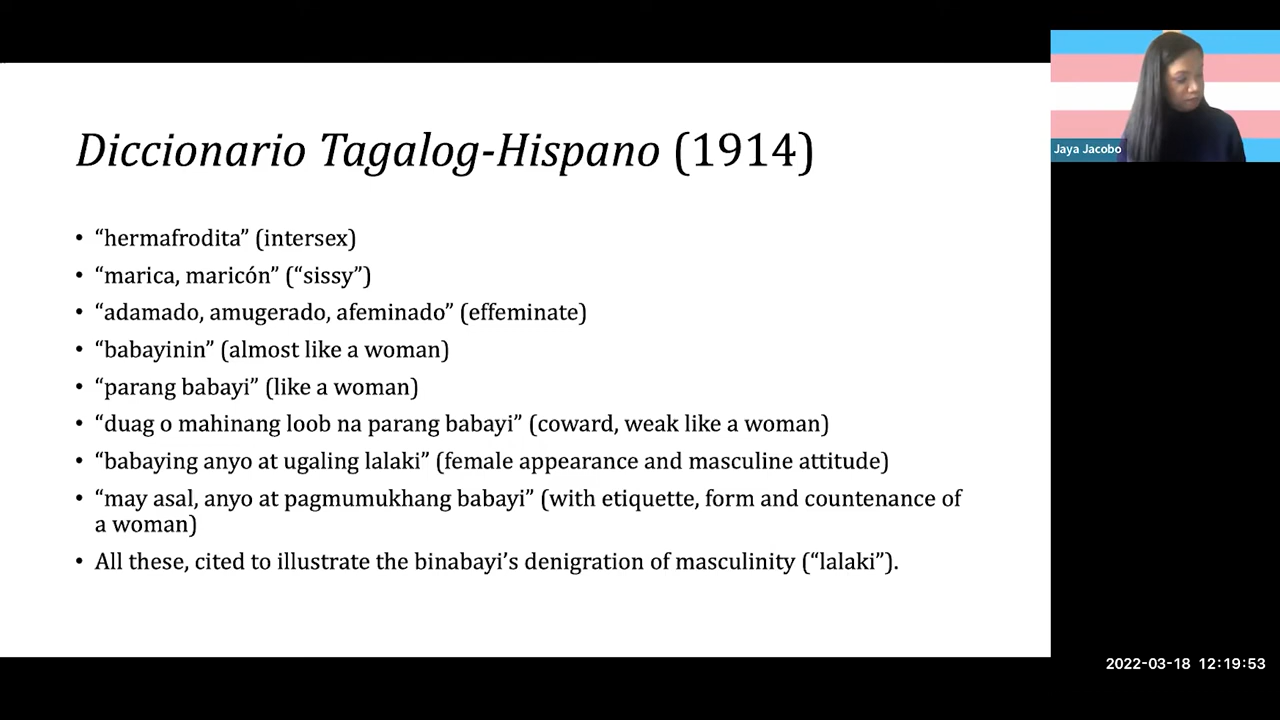 Diccionario Tagalog-Hispano (1914)
• “hermafrodita” (intersex)
• “marica, maricón” (“sissy”)
• “adamado, amugerado, afeminado” (effeminate)
• “babayinin” (almost like a woman)
• “parang babayi” (like a woman)
• “duag o mahinang loob na parang babayi” (coward, weak like a woman)
• “babaying anyo at ugaling lalaki” (female appearance and masculine attitude)
• “may asal, anyo at pagmumukhang babayi” (with etiquette, form and countenance of
a woman)
• All these, cited to illustrate the binabayi’s denigration of masculinity (“lalaki”).
Jaya Jacobo
2022-03-18 12:19:53